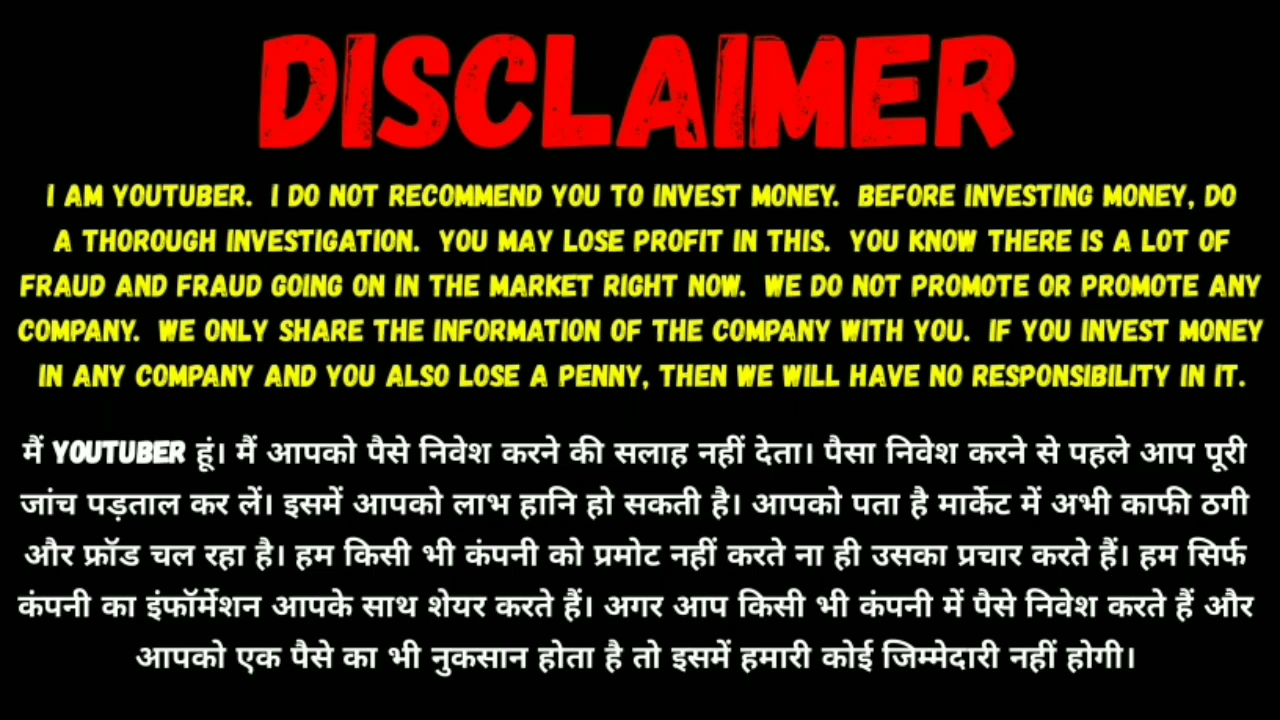 DISCLAIMER
I AM YOUTUBER. I DO NOT RECOMMEND YOU TO INVEST MONEY. BEFORE INVESTING MONEY, DO
A THOROUGH INVESTIGATION. YOU MAY LOSE PROFIT IN THIS. YOU KNOW THERE IS A LOT OF
FRAUD AND FRAUD GOING ON IN THE MARKET RIGHT NOW. WE DO NOT PROMOTE OR PROMOTE ANY
COMPANY. WE ONLY SHARE THE INFORMATION OF THE COMPANY WITH YOU. IF YOU INVEST MONEY
IN ANY COMPANY AND YOU ALSO LOSE A PENNY, THEN WE WILL HAVE NO RESPONSIBILITY IN IT.
मैं YOUTUBER हूं। मैं आपको पैसे निवेश करने की सलाह नहीं देता। पैसा निवेश करने से पहले आप पूरी
जांच पड़ताल कर लें। इसमें आपको लाभ हानि हो सकती है। आपको पता है मार्केट में अभी काफी ठगी
और फ्रॉड चल रहा है। हम किसी भी कंपनी को प्रमोट नहीं करते ना ही उसका प्रचार करते हैं। हम सिर्फ
कंपनी का इंफॉर्मेशन आपके साथ शेयर करते हैं। अगर आप किसी भी कंपनी में पैसे निवेश करते हैं और
आपको एक पैसे का भी नुकसान होता है तो इसमें हमारी कोई जिम्मेदारी नहीं होगी।